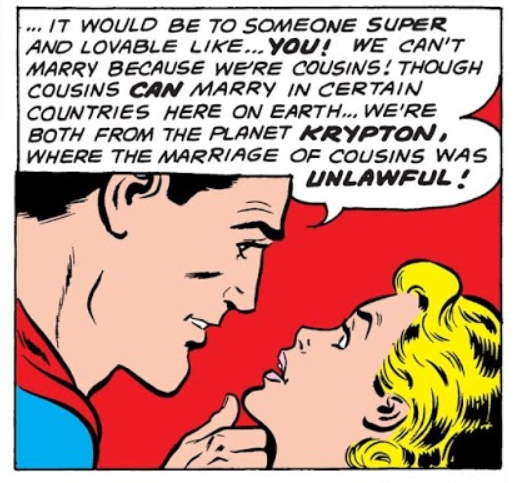 ... IT WOULD BE TO SOMEONE SUPER
AND LOVABLE LIKE... YOU! WE CAN'T
MARRY BECAUSE WE'RE COUSINS! THOUGH
COUSINS CAN MARRY IN CERTAIN
COUNTRIES HERE ON EARTH... WE'RE
BOTH FROM THE PLANET KRYPTON,
WHERE THE MARRIAGE OF COUSINS WAS
UNLAWFUL!